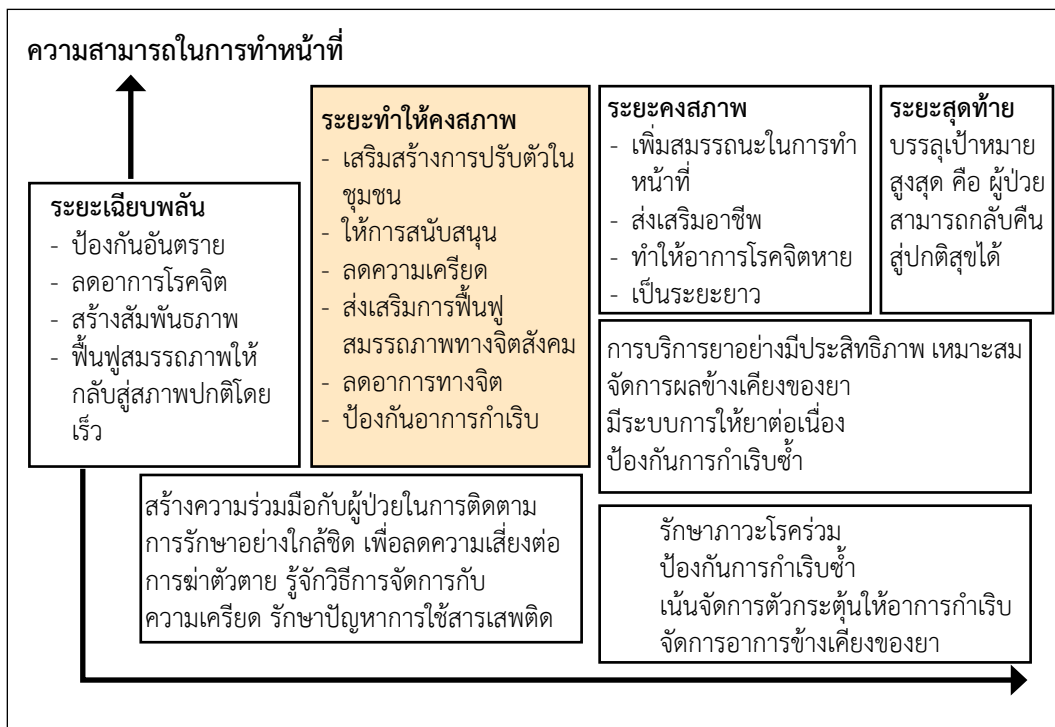 ความสามารถในการทำหน้าที่
ระยะเฉียบพลัน
- ป้องกันอันตราย
- ลดอาการโรคจิต
- สร้างสัมพันธภาพ
- ฟื้นฟูสมรรถภาพให้
กลับสู่สภาพปกติโดย
เร็ว
ระยะทำให้คงสภาพ
- เสริมสร้างการปรับตัวใน
ชุมชน
- ให้การสนับสนุน
- ลดความเครียด
- ส่งเสริมการฟื้นฟู
สมรรถภาพทางจิตสังคม
- ลดอาการทางจิต
- ป้องกันอาการกำเริบ
ระยะคงสภาพ
- เพิ่มสมรรถนะในการทำ
หน้าที่
- ส่งเสริมอาชีพ
- ทำให้อาการโรคจิตหาย
- เป็นระยะยาว
ระยะสุดท้าย
บรรลุเป้าหมาย
สูงสุด คือ ผู้ป่วย
สามารถกลับคืน
สู่ปกติสุขได้
การบริการยาอย่างมีประสิทธิภาพ เหมาะสม
จัดการผลข้างเคียงของยา
มีระบบการให้ยาต่อเนื่อง
ป้องกันการกำเริบซ้ำ
สร้างความร่วมมือกับผู้ป่วยในการติดตาม
การรักษาอย่างใกล้ชิด เพื่อลดความเสี่ยงต่อ
การฆ่าตัวตาย รู้จักวิธีการจัดการกับ
ความเครียด รักษาปัญหาการใช้สารเสพติด
รักษาภาวะโรคร่วม
ป้องกันการกำเริบซ้ำ
เน้นจัดการตัวกระตุ้นให้อาการกำเริบ
จัดการอาการข้างเคียงของยา